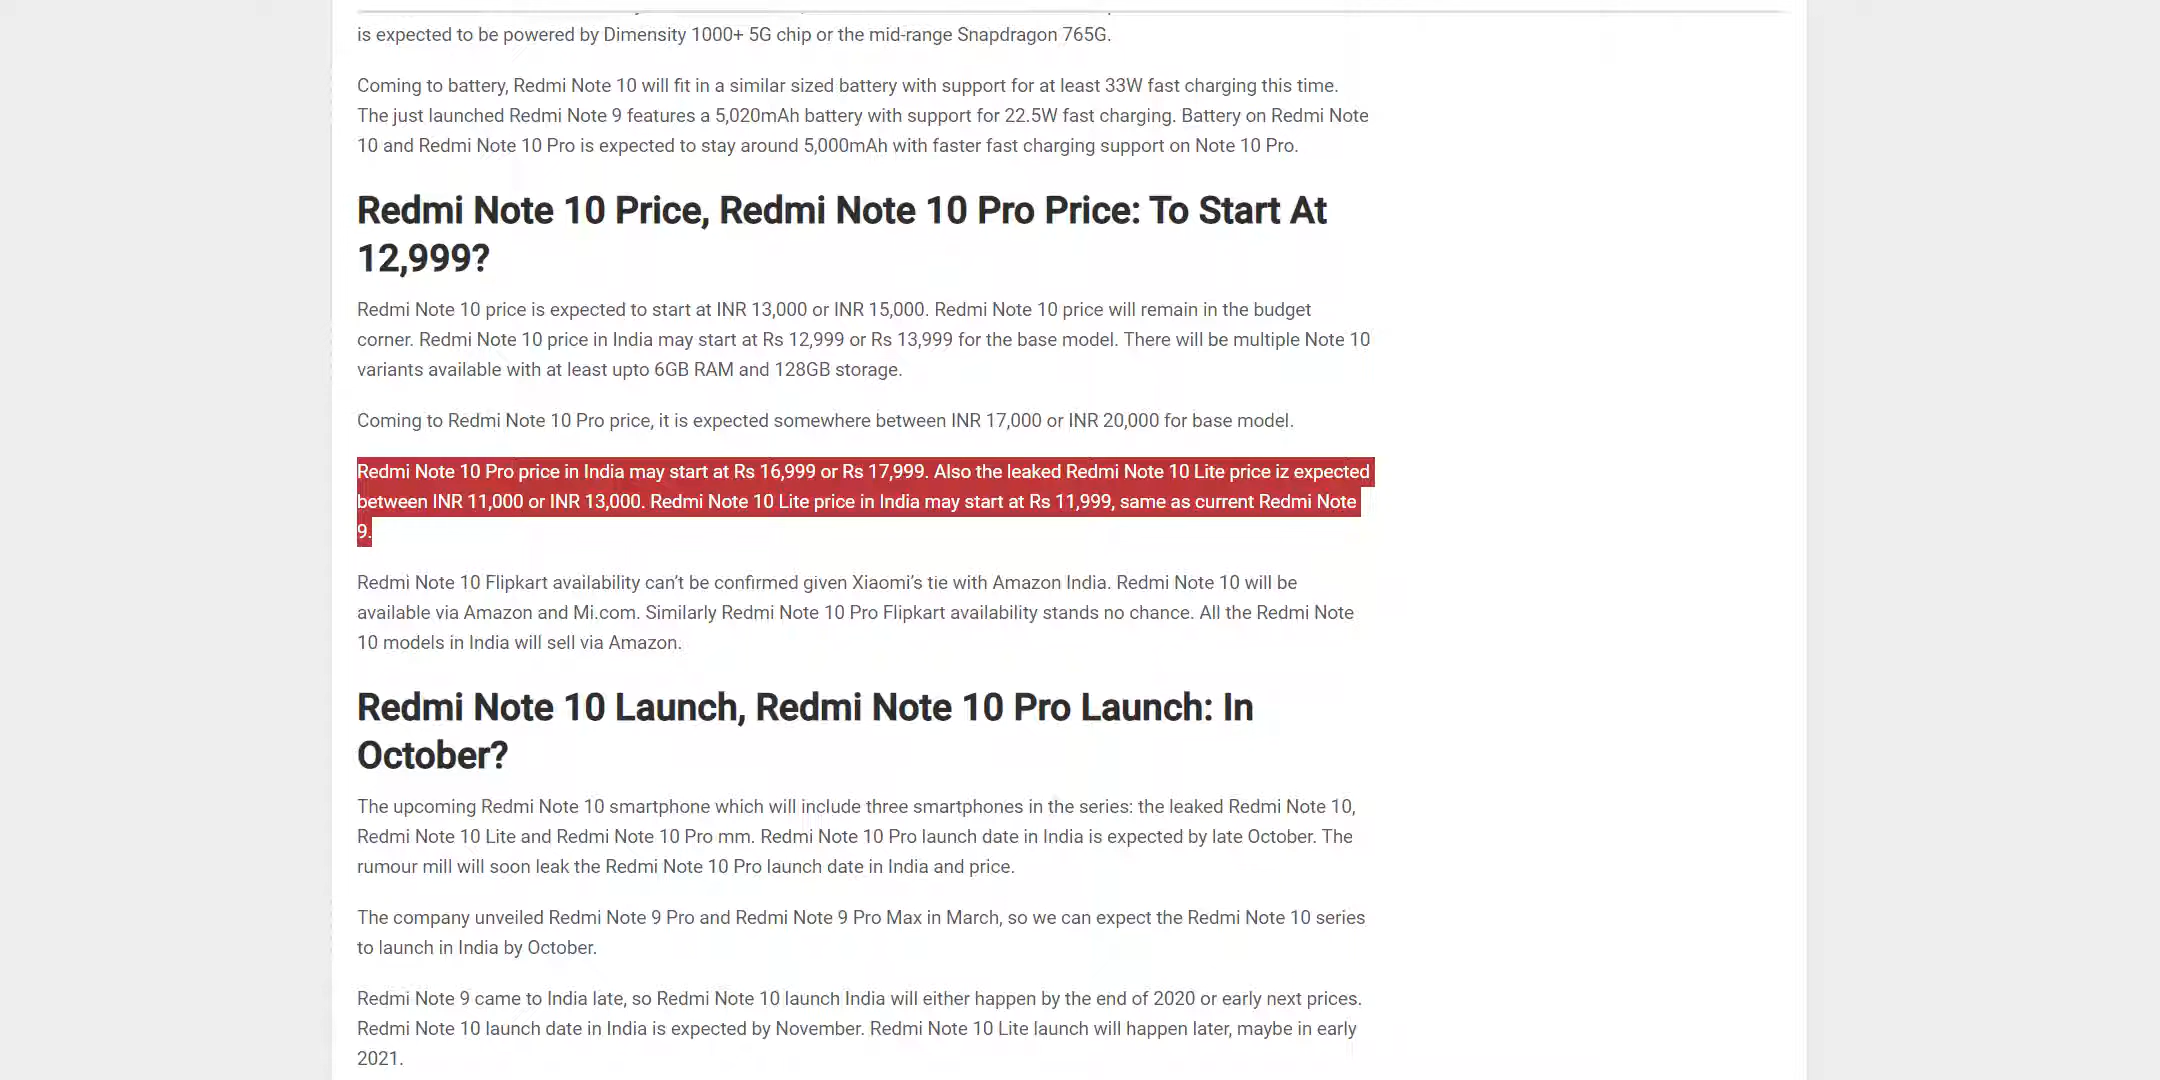 is expected to be powered by Dimensity 1000+ 5G chip or the mid-range Snapdragon 765G.
Coming to battery, Redmi Note 10 will fit in a similar sized battery with support for at least 33W fast charging this time.
The just launched Redmi Note 9 features a 5,020mAh battery with support for 22.5W fast charging. Battery on Redmi Note
10 and Redmi Note 10 Pro is expected to stay around 5,000mAh with faster fast charging support on Note 10 Pro.
Redmi Note 10 Price, Redmi Note 10 Pro Price: To Start At
12,999?
Redmi Note 10 price is expected to start at INR 13,000 or INR 15,000. Redmi Note 10 price will remain in the budget
corner. Redmi Note 10 price in India may start at Rs 12,999 or Rs 13,999 for the base model. There will be multiple Note 10
variants available with at least upto 6GB RAM and 128GB storage.
Coming to Redmi Note 10 Pro price, it is expected somewhere between INR 17,000 or INR 20,000 for base model.
Redmi Note 10 Pro price in India may start at Rs 16,999 or Rs 17,999. Also the leaked Redmi Note 10 Lite price iz expected
between INR 11,000 or INR 13,000. Redmi Note 10 Lite price in India may start at Rs 11,999, same as current Redmi Note
9.
Redmi Note 10 Flipkart availability can’t be confirmed given Xiaomi’s tie with Amazon India. Redmi Note 10 will be
available via Amazon and Mi.com. Similarly Redmi Note 10 Pro Flipkart availability stands no chance. All the Redmi Note
10 models in India will sell via Amazon.
Redmi Note 10 Launch, Redmi Note 10 Pro Launch: In
October?
The upcoming Redmi Note 10 smartphone which will include three smartphones in the series: the leaked Redmi Note 10,
Redmi Note 10 Lite and Redmi Note 10 Pro mm. Redmi Note 10 Pro launch date in India is expected by late October. The
rumour mill will soon leak the Redmi Note 10 Pro launch date in India and price.
The company unveiled Redmi Note 9 Pro and Redmi Note 9 Pro Max in March, so we can expect the Redmi Note 10 series
to launch in India by October.
Redmi Note 9 came to India late, so Redmi Note 10 launch India will either happen by the end of 2020 or early next prices.
Redmi Note 10 launch date in India is expected by November. Redmi Note 10 Lite launch will happen later, maybe in early
2021.